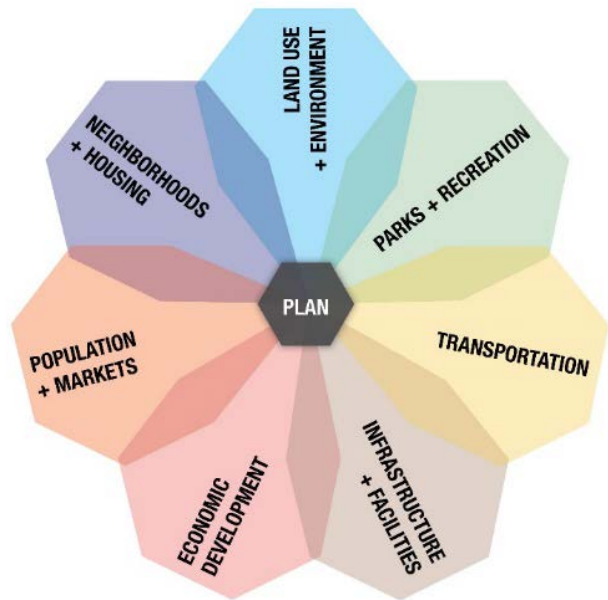 LAND USE
+ ENVIRONMENT
PARKS + RECREATION
TRANSPORTATION
INFRASTRUCTURE
+ FACILITIES
ECONOMIC
DEVELOPMENT
POPULATION
+ MARKETS
NEIGHBORHOODS
+ HOUSING
PLAN